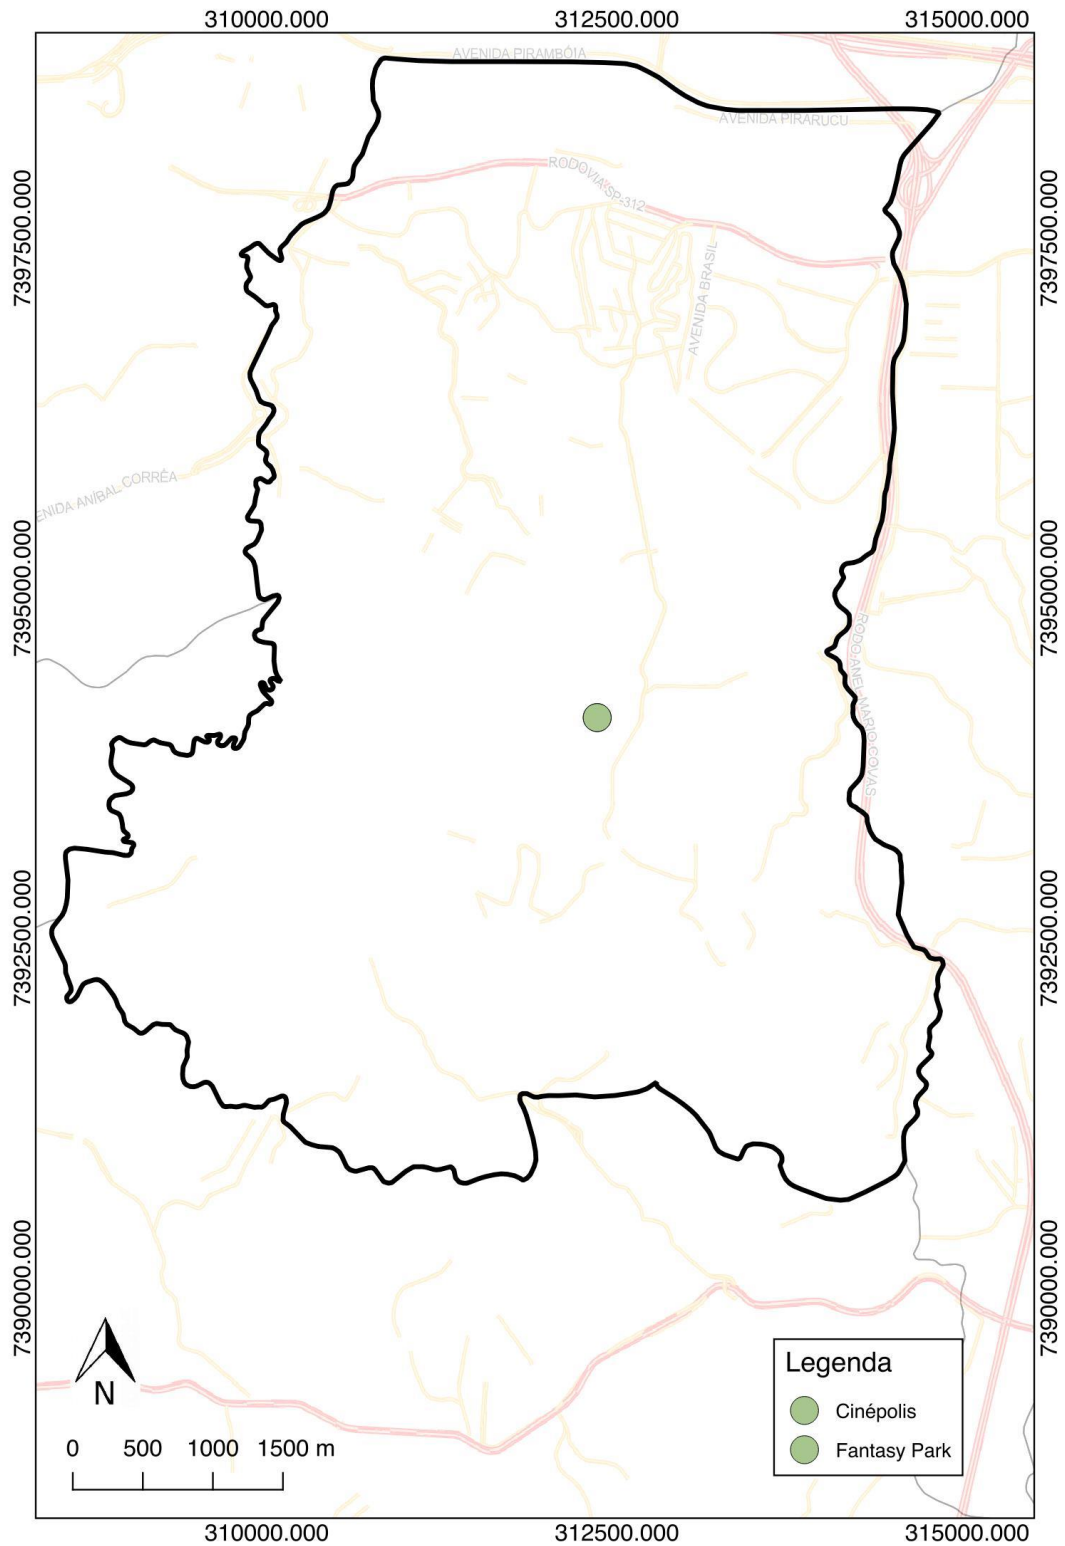 310000.000 312500.000 315000.000
AVENIDA PIRAMBÓIA
AVENIDA PIRARUCU
RODOVIA SP-312
7397500.000
7397500.000
AVENIDA BRASIL
ENIDA ANÍBAL CORRÊA
7395000.000
7395000.000
RODOANEL MARIO COVAS
7392500.000
7392500.000
7390000.000
7390000.000
N
0 500 1000 1500 m
Legenda
Cinépolis
Fantasy Park
310000.000 312500.000 315000.000